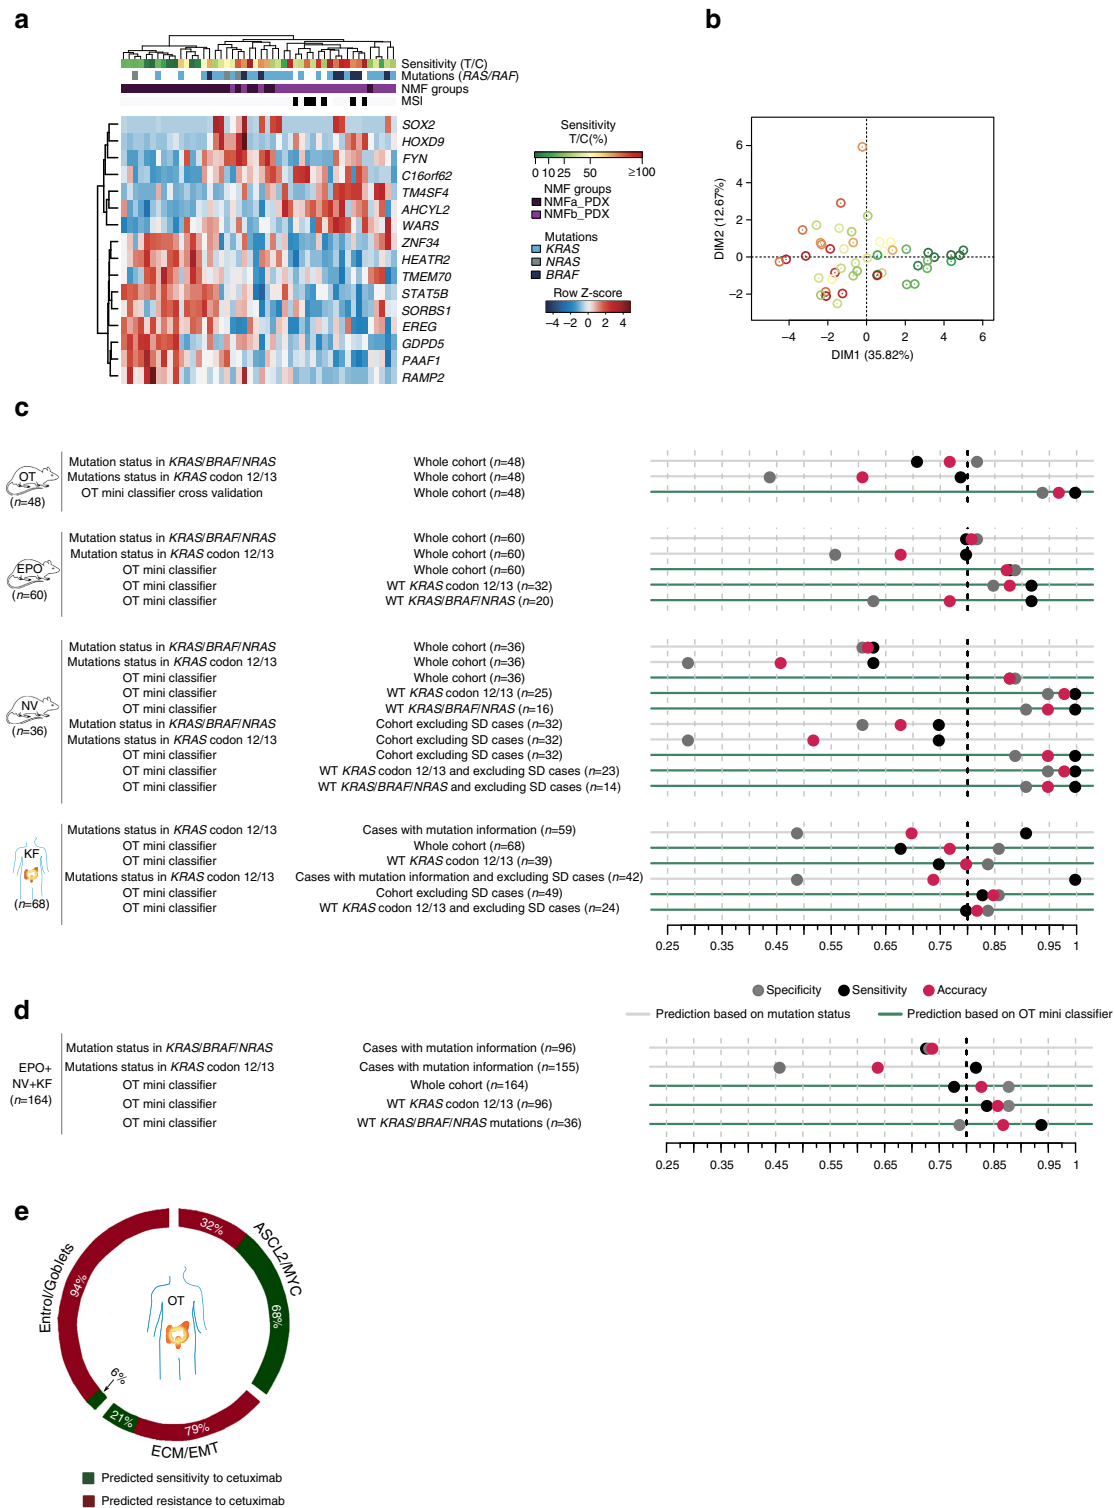 a
Sensitivity (T/C)
Mutations (RAS/RAF)
NMF groups
MSI
SOX2
HOXD9
FYN
C16orf62
TM4SF4
AHCYL2
WARS
ZNF34
HEATR2
TMEM70
STAT5B
SORBS1
EREG
GDPD5
PAAF1
RAMP2
Sensitivity
T/C(%)
0 10 25 50 ≥100
NMF groups
NMFa_PDX
NMFb_PDX
Mutations
KRAS
NRAS
BRAF
Row Z-score
−4 −2 0 2 4
b
DIM2 (12.67%)
6
4
2
0
−2
−4 −2 0 2 4 6
DIM1 (35.82%)
c
OT
(n=48)
Mutation status in KRAS/BRAF/NRAS Whole cohort (n=48)
Mutations status in KRAS codon 12/13 Whole cohort (n=48)
OT mini classifier cross validation Whole cohort (n=48)
EPO
(n=60)
Mutation status in KRAS/BRAF/NRAS Whole cohort (n=60)
Mutation status in KRAS codon 12/13 Whole cohort (n=60)
OT mini classifier Whole cohort (n=60)
OT mini classifier WT KRAS codon 12/13 (n=32)
OT mini classifier WT KRAS/BRAF/NRAS (n=20)
NV
(n=36)
Mutation status in KRAS/BRAF/NRAS Whole cohort (n=36)
Mutations status in KRAS codon 12/13 Whole cohort (n=36)
OT mini classifier Whole cohort (n=36)
OT mini classifier WT KRAS codon 12/13 (n=25)
OT mini classifier WT KRAS/BRAF/NRAS (n=16)
Mutation status in KRAS/BRAF/NRAS Cohort excluding SD cases (n=32)
Mutations status in KRAS codon 12/13 Cohort excluding SD cases (n=32)
OT mini classifier Cohort excluding SD cases (n=32)
OT mini classifier WT KRAS codon 12/13 and excluding SD cases (n=23)
OT mini classifier WT KRAS/BRAF/NRAS and excluding SD cases (n=14)
KF
(n=68)
Mutations status in KRAS codon 12/13 Cases with mutation information (n=59)
OT mini classifier Whole cohort (n=68)
OT mini classifier WT KRAS codon 12/13 (n=39)
Mutations status in KRAS codon 12/13 Cases with mutation information and excluding SD cases (n=42)
OT mini classifier Cohort excluding SD cases (n=49)
OT mini classifier WT KRAS codon 12/13 and excluding SD cases (n=24)
0.25 0.35 0.45 0.55 0.65 0.75 0.85 0.95 1
Specificity Sensitivity Accuracy
Prediction based on mutation status Prediction based on OT mini classifier
d
EPO+
NV+KF
(n=164)
Mutation status in KRAS/BRAF/NRAS Cases with mutation information (n=96)
Mutations status in KRAS codon 12/13 Cases with mutation information (n=155)
OT mini classifier Whole cohort (n=164)
OT mini classifier WT KRAS codon 12/13 (n=96)
OT mini classifier WT KRAS/BRAF/NRAS mutations (n=36)
0.25 0.35 0.45 0.55 0.65 0.75 0.85 0.95 1
e
32%
ASCL2/MYC
68%
Entrol/Goblets
94%
OT
6%
21%
79%
ECM/EMT
Predicted sensitivity to cetuximab
Predicted resistance to cetuximab